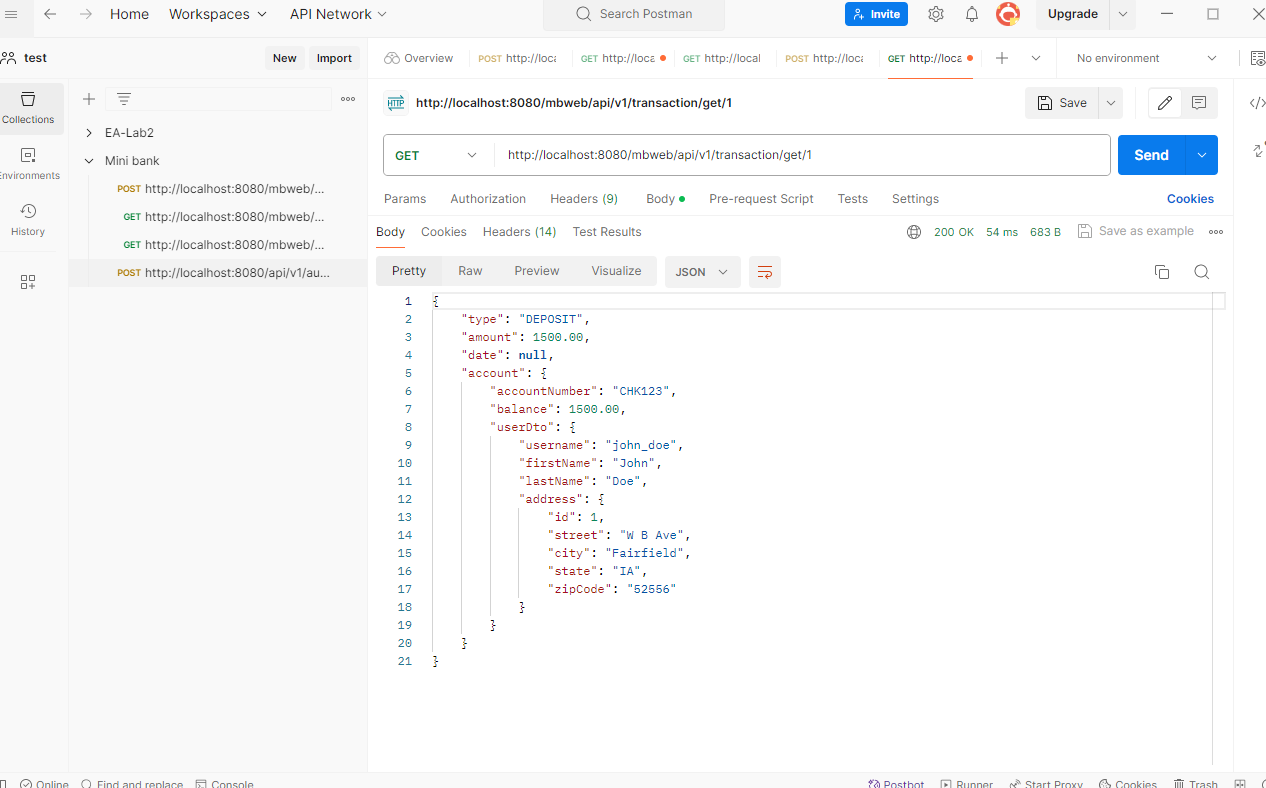 Home Workspaces API Network Search Postman Invite Upgrade
test New Import Overview POST http://loca GET http://loca GET http://local POST http://loca GET http://loca No environment
Collections
Environments
History
EA-Lab2
Mini bank
POST http://localhost:8080/mbweb/...
GET http://localhost:8080/mbweb/...
GET http://localhost:8080/mbweb/...
POST http://localhost:8080/api/v1/au...
HTTP http://localhost:8080/mbweb/api/v1/transaction/get/1 Save
GET http://localhost:8080/mbweb/api/v1/transaction/get/1 Send
Params Authorization Headers (9) Body Pre-request Script Tests Settings Cookies
Body Cookies Headers (14) Test Results 200 OK 54 ms 683 B Save as example
Pretty Raw Preview Visualize JSON
1 {
2 "type": "DEPOSIT",
3 "amount": 1500.00,
4 "date": null,
5 "account": {
6 "accountNumber": "CHK123",
7 "balance": 1500.00,
8 "userDto": {
9 "username": "john_doe",
10 "firstName": "John",
11 "lastName": "Doe",
12 "address": {
13 "id": 1,
14 "street": "W B Ave",
15 "city": "Fairfield",
16 "state": "IA",
17 "zipCode": "52556"
18 }
19 }
20 }
21 }
Online Find and replace Console Postbot Runner Start Proxy Cookies Trash